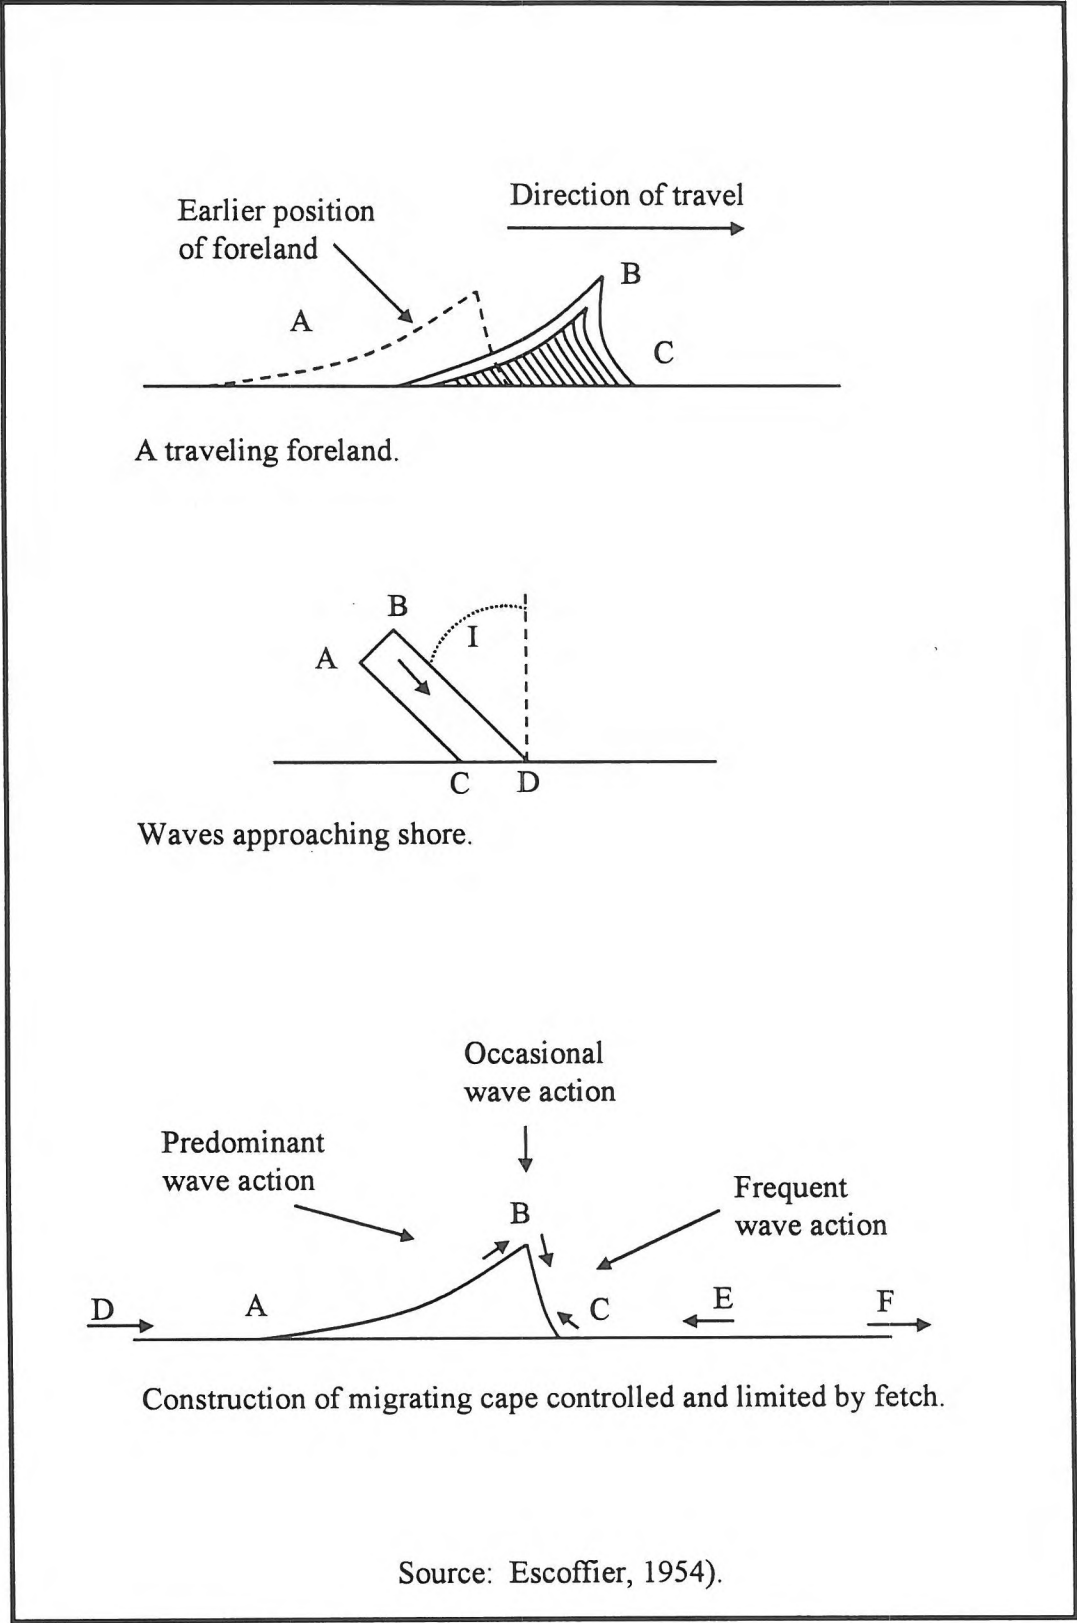 Direction of travel
Earlier position
of foreland
B
A
C
A traveling foreland.
B
I
A
C D
Waves approaching shore.
Occasional
wave action
Predominant
wave action
Frequent
wave action
B
D A C E F
Construction of migrating cape controlled and limited by fetch.
Source: Escoffier, 1954).